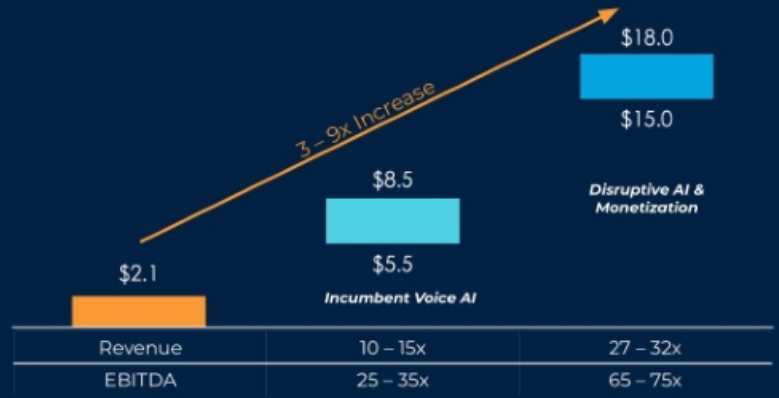 $18.0
$15.0
3 – 9x Increase
Disruptive AI &
Monetization
$8.5
$5.5
Incumbent Voice AI
$2.1
Revenue 10 – 15x 27 – 32x
EBITDA 25 – 35x 65 – 75x